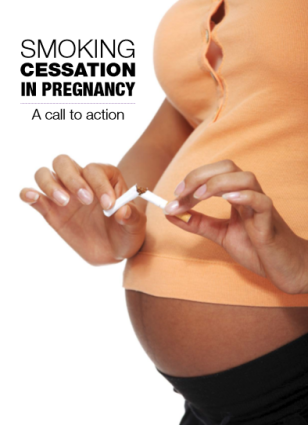 SMOKING
CESSATION
IN PREGNANCY
A call to action